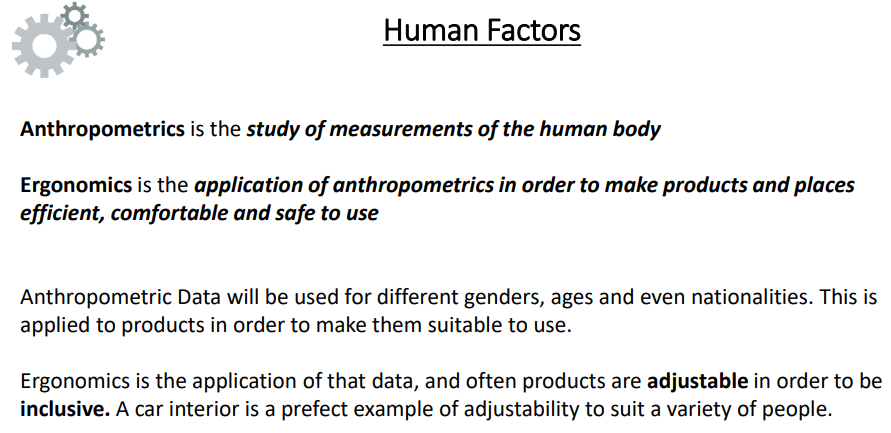 Human Factors
Anthropometrics is the study of measurements of the human body
Ergonomics is the application of anthropometrics in order to make products and places
efficient, comfortable and safe to use
Anthropometric Data will be used for different genders, ages and even nationalities. This is
applied to products in order to make them suitable to use.
Ergonomics is the application of that data, and often products are adjustable in order to be
inclusive. A car interior is a prefect example of adjustability to suit a variety of people.